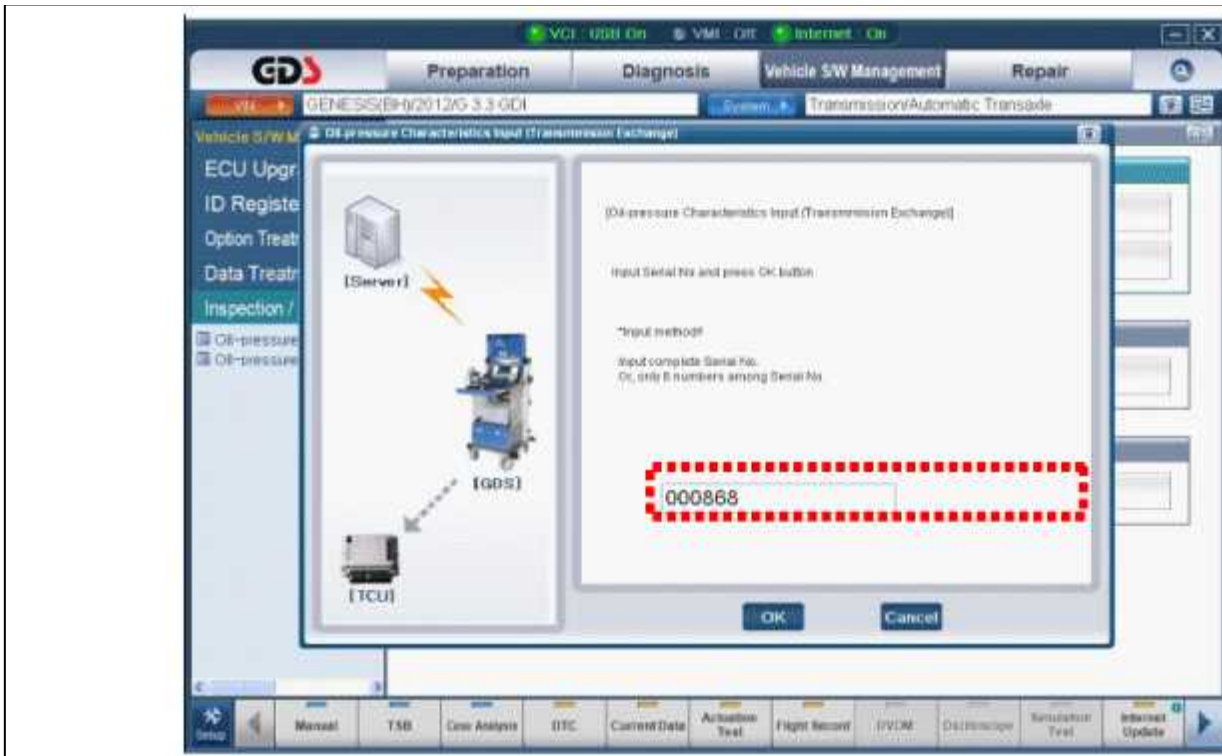 VCI : USB On VMI : Off Internet : On
GDS
Preparation Diagnosis Vehicle S/W Management Repair
VIN GENESIS(BH)/2012/G 3.3 GDI System Transmission/Automatic Transaxle
Vehicle S/W M
Oil-pressure Characteristics Input (Transmission Exchange)
ECU Upgr
ID Registe
Option Treatm
Data Treatm
Inspection /
Oil-pressure
Oil-pressure
[Server]
[GDS]
[TCU]
[Oil-pressure Characteristics Input (Transmission Exchange)]
Input Serial No and press OK button
*Input method#
Input complete Serial No.
Or, only 6 numbers among Serial No
000868
OK Cancel
Setup Manual TSB Case Analysis DTC Current Data Actuation Test Flight Record DVOM Oscilloscope Simulation Test Internet Update